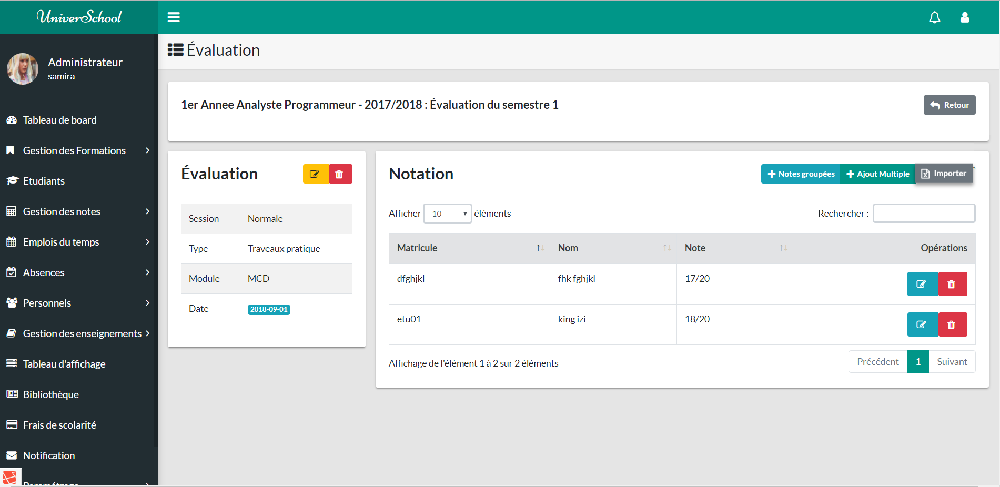 UniverSchool
Évaluation
Administrateur
samira
Tableau de board
Gestion des Formations
Etudiants
Gestion des notes
Emplois du temps
Absences
Personnels
Gestion des enseignements
Tableau d'affichage
Bibliothèque
Frais de scolarité
Notification
Paramétrage
1er Annee Analyste Programmeur - 2017/2018 : Évaluation du semestre 1
Retour
Évaluation
Session Normale
Type Traveaux pratique
Module MCD
Date 2018-09-01
Notation
Notes groupées Ajout Multiple Importer
Afficher 10 éléments Rechercher :
Matricule Nom Note Opérations
dfghjkl fhk fghjkl 17/20
etu01 king izi 18/20
Affichage de l'élément 1 à 2 sur 2 éléments
Précédent 1 Suivant